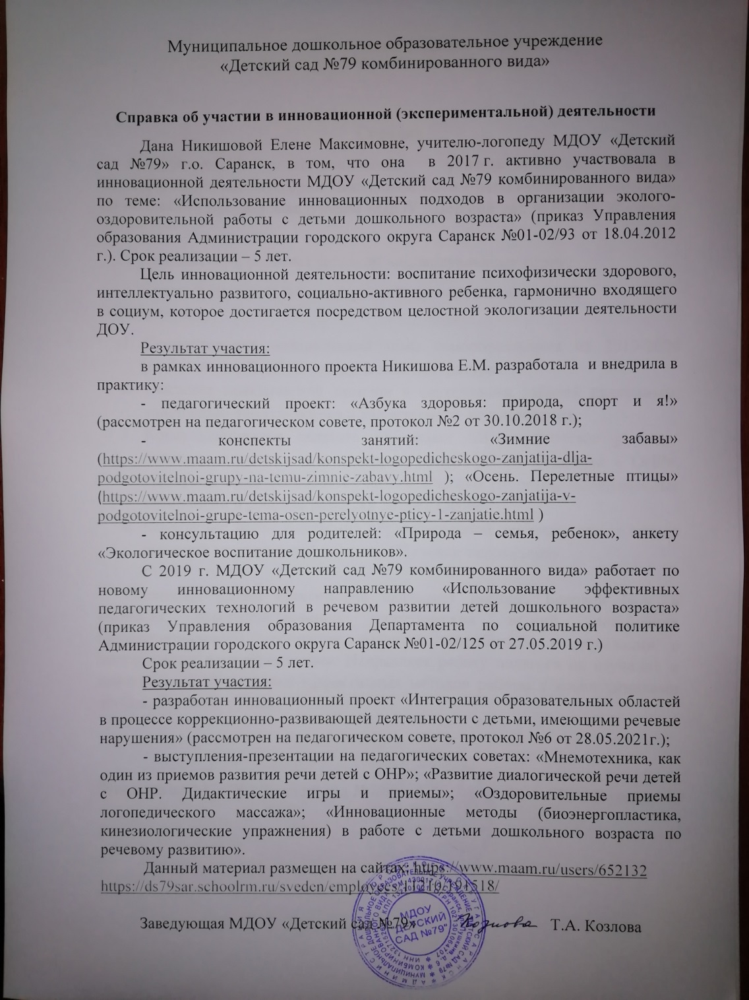 Муниципальное дошкольное образовательное учреждение
«Детский сад №79 комбинированного вида»
Справка об участии в инновационной (экспериментальной) деятельности
Дана Никишовой Елене Максимовне, учителю-логопеду МДОУ «Детский
сад №79» г.о. Саранск, в том, что она в 2017 г. активно участвовала в
инновационной деятельности МДОУ «Детский сад №79 комбинированного вида»
по теме: «Использование инновационных подходов в организации эколого-
оздоровительной работы с детьми дошкольного возраста» (приказ Управления
образования Администрации городского округа Саранск №01-02/93 от 18.04.2012
г.). Срок реализации – 5 лет.
Цель инновационной деятельности: воспитание психофизически здорового,
интеллектуально развитого, социально-активного ребенка, гармонично входящего
в социум, которое достигается посредством целостной экологизации деятельности
ДОУ.
Результат участия:
в рамках инновационного проекта Никишова Е.М. разработала и внедрила в
практику:
- педагогический проект: «Азбука здоровья: природа, спорт и я!»
(рассмотрен на педагогическом совете, протокол №2 от 30.10.2018 г.);
- конспекты занятий: «Зимние забавы»
(https://www.maam.ru/detskijsad/konspekt-logopedicheskogo-zanjatija-dlja-
podgotovitelnoi-grupy-na-temu-zimnie-zabavy.html ); «Осень. Перелетные птицы»
(https://www.maam.ru/detskijsad/konspekt-logopedicheskogo-zanjatija-v-
podgotovitelnoi-grupe-tema-osen-perelyotnye-pticy-1-zanjatie.html )
- консультацию для родителей: «Природа – семья, ребенок», анкету
«Экологическое воспитание дошкольников».
С 2019 г. МДОУ «Детский сад №79 комбинированного вида» работает по
новому инновационному направлению «Использование эффективных
педагогических технологий в речевом развитии детей дошкольного возраста»
(приказ Управления образования Департамента по социальной политике
Администрации городского округа Саранск №01-02/125 от 27.05.2019 г.)
Срок реализации – 5 лет.
Результат участия:
- разработан инновационный проект «Интеграция образовательных областей
в процессе коррекционно-развивающей деятельности с детьми, имеющими речевые
нарушения» (рассмотрен на педагогическом совете, протокол №6 от 28.05.2021г.);
- выступления-презентации на педагогических советах: «Мнемотехника, как
один из приемов развития речи детей с ОНР»; «Развитие диалогической речи детей
с ОНР. Дидактические игры и приемы»; «Оздоровительные приемы
логопедического массажа»; «Инновационные методы (биоэнергопластика,
кинезиологические упражнения) в работе с детьми дошкольного возраста по
речевому развитию».
Данный материал размещен на сайтах: https://www.maam.ru/users/652132
https://ds79sar.schoolrm.ru/sveden/employees/11210/191518/
Заведующая МДОУ «Детский сад №79» Козлова Т.А. Козлова
МДОУ
"ДЕТСКИЙ
САД №79"